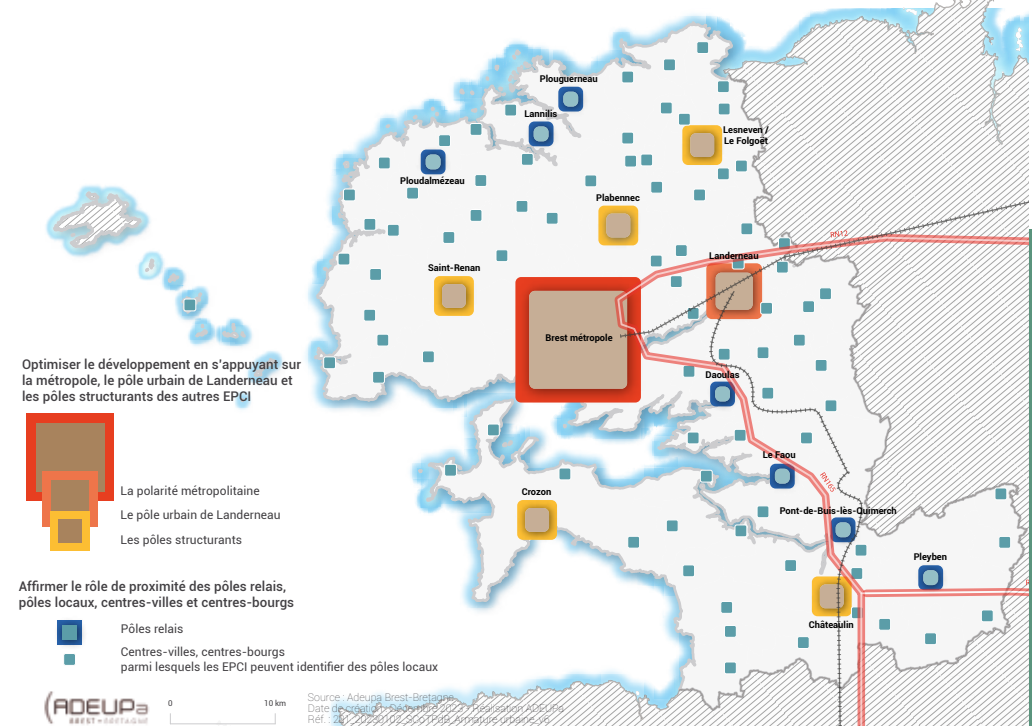 Plouguerneau
Lannilis
Lesneven /
Le Folgoët
Ploudalmézeau
Plabennec
RN12
Landerneau
Saint-Renan
Brest métropole
Optimiser le développement en s'appuyant sur
la métropole, le pôle urbain de Landerneau et
les pôles structurants des autres EPCI
Daoulas
Le Faou
RN165
La polarité métropolitaine
Crozon
Le pôle urbain de Landerneau
Pont-de-Buis-lès-Quimerch
Les pôles structurants
Pleyben
Affirmer le rôle de proximité des pôles relais,
pôles locaux, centres-villes et centres-bourgs
Châteaulin
Pôles relais
Centres-villes, centres-bourgs
parmi lesquels les EPCI peuvent identifier des pôles locaux
ADEUPa
BREST • BRETAGNE
0 10 km
Source : Adeupa Brest-Bretagne
Date de création : Décembre 2023 - Réalisation ADEUPa